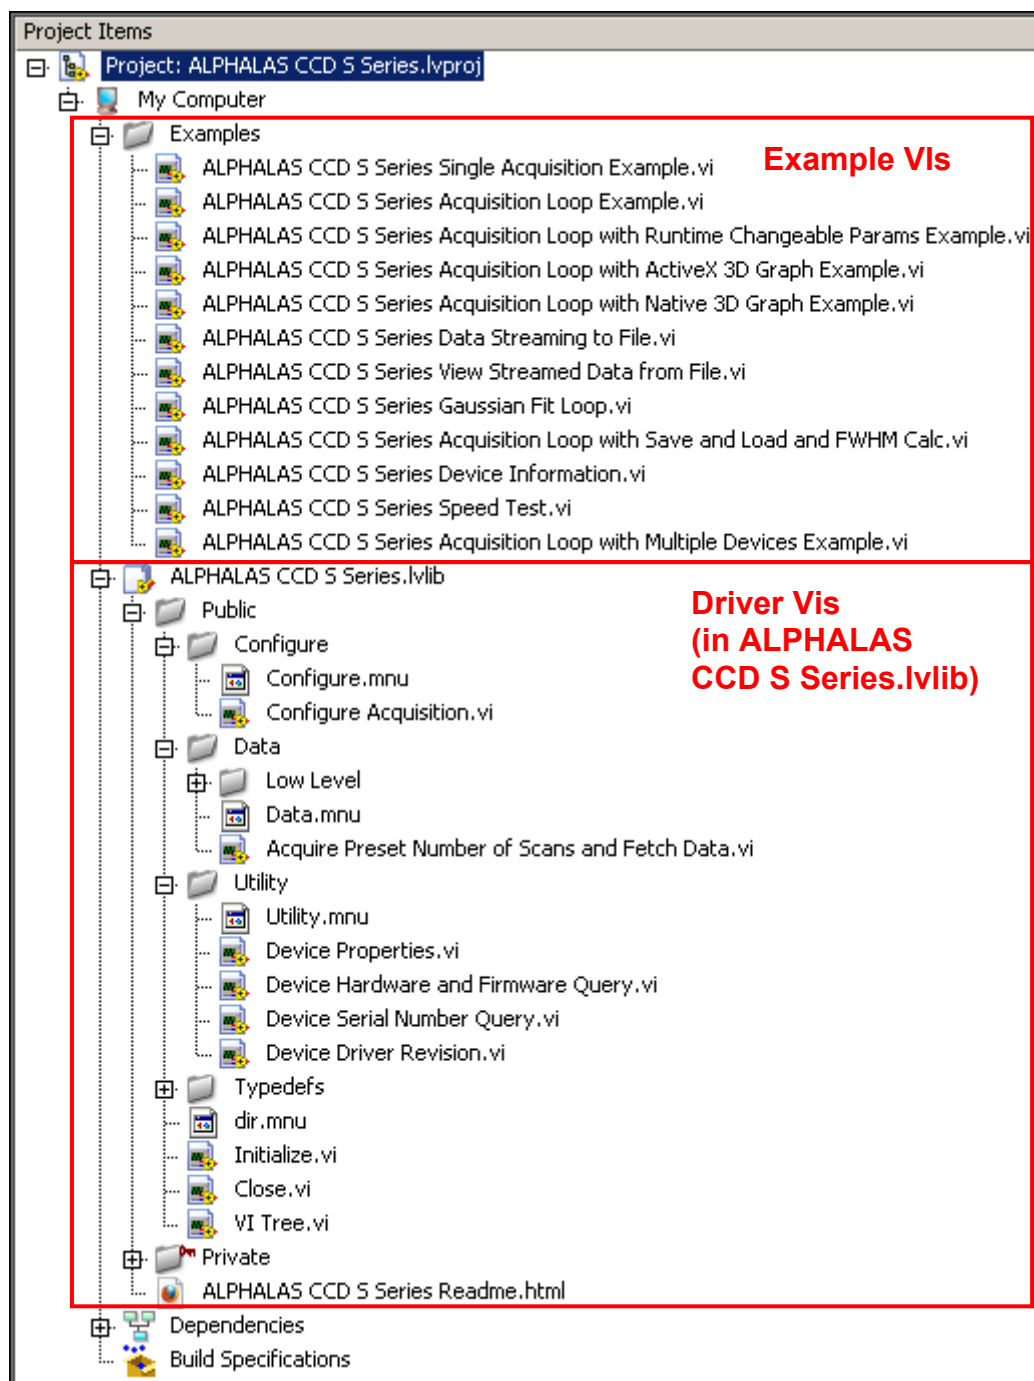 Project Items
Project: ALPHALAS CCD S Series.lvproj
My Computer
Examples
Example VIs
ALPHALAS CCD S Series Single Acquisition Example.vi
ALPHALAS CCD S Series Acquisition Loop Example.vi
ALPHALAS CCD S Series Acquisition Loop with Runtime Changeable Params Example.vi
ALPHALAS CCD S Series Acquisition Loop with ActiveX 3D Graph Example.vi
ALPHALAS CCD S Series Acquisition Loop with Native 3D Graph Example.vi
ALPHALAS CCD S Series Data Streaming to File.vi
ALPHALAS CCD S Series View Streamed Data from File.vi
ALPHALAS CCD S Series Gaussian Fit Loop.vi
ALPHALAS CCD S Series Acquisition Loop with Save and Load and FWHM Calc.vi
ALPHALAS CCD S Series Device Information.vi
ALPHALAS CCD S Series Speed Test.vi
ALPHALAS CCD S Series Acquisition Loop with Multiple Devices Example.vi
ALPHALAS CCD S Series.lvlib
Driver Vis
(in ALPHALAS
CCD S Series.lvlib)
Public
Configure
Configure.mnu
Configure Acquisition.vi
Data
Low Level
Data.mnu
Acquire Preset Number of Scans and Fetch Data.vi
Utility
Utility.mnu
Device Properties.vi
Device Hardware and Firmware Query.vi
Device Serial Number Query.vi
Device Driver Revision.vi
Typedefs
dir.mnu
Initialize.vi
Close.vi
VI Tree.vi
Private
ALPHALAS CCD S Series Readme.html
Dependencies
Build Specifications